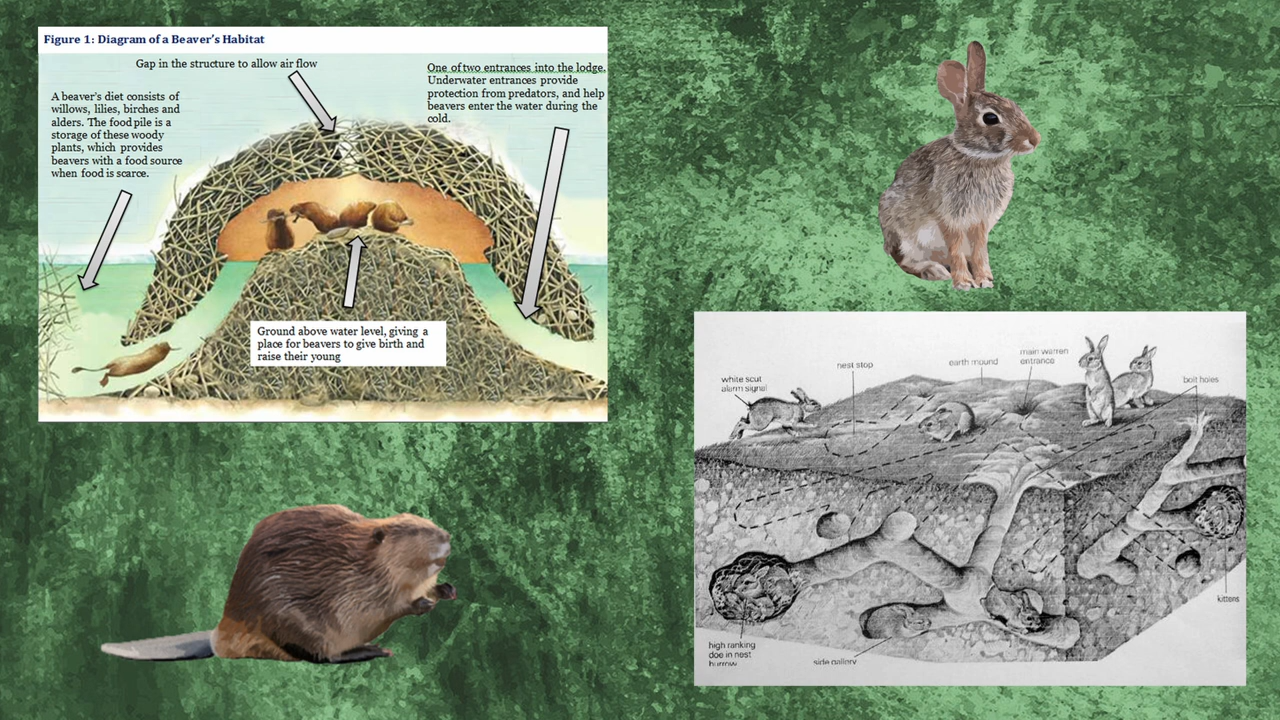 Figure 1: Diagram of a Beaver's Habitat
Gap in the structure to allow air flow
A beaver's diet consists of
willows, lilies, birches and
alders. The food pile is a
storage of these woody
plants, which provides
beavers with a food source
when food is scarce.
One of two entrances into the lodge.
Underwater entrances provide
protection from predators, and help
beavers enter the water during the
cold.
Ground above water level, giving a
place for beavers to give birth and
raise their young
white scut
alarm signal
nest stop
earth mound
main warren
entrance
bolt holes
kittens
high ranking
doe in nest
burrow
side gallery